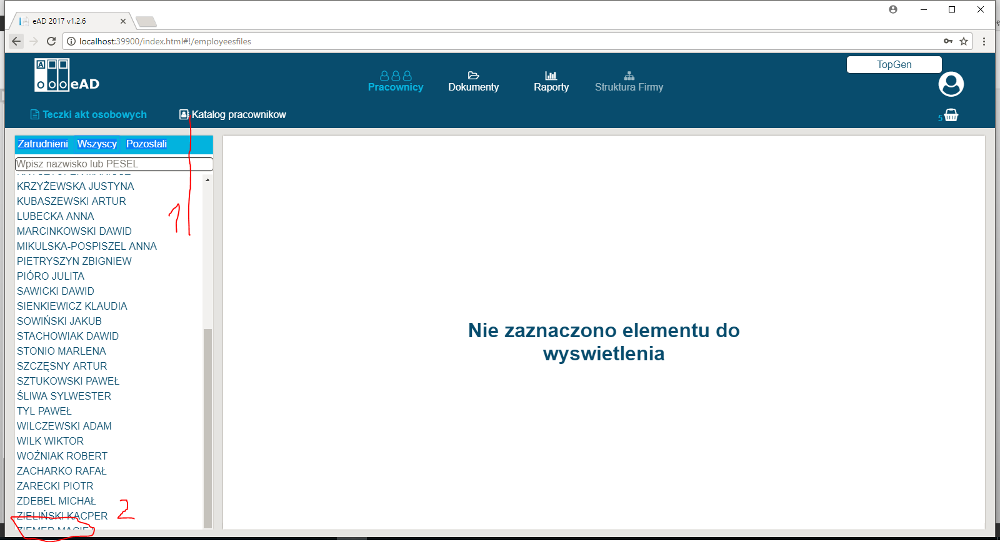 eAD 2017 v1.2.6
localhost:39900/index.html#!/employeesfiles
TopGen
A
eAD
Pracownicy Dokumenty Raporty Struktura Firmy
Teczki akt osobowych Katalog pracownikow
5
Zatrudnieni Wszyscy Pozostali
Wpisz nazwisko lub PESEL
KRZYŻEWSKA JUSTYNA
KUBASZEWSKI ARTUR
1
LUBECKA ANNA
MARCINKOWSKI DAWID
MIKULSKA-POSPISZEL ANNA
PIETRYSZYN ZBIGNIEW
PIÓRO JULITA
SAWICKI DAWID
SIENKIEWICZ KLAUDIA
SOWIŃSKI JAKUB
STACHOWIAK DAWID
STONIO MARLENA
SZCZĘSNY ARTUR
SZTUKOWSKI PAWEŁ
ŚLIWA SYLWESTER
TYL PAWEŁ
WILCZEWSKI ADAM
WILK WIKTOR
WOŹNIAK ROBERT
ZACHARKO RAFAŁ
ZARECKI PIOTR
ZDEBEL MICHAŁ
ZIELIŃSKI KACPER
2
Nie zaznaczono elementu do
wyswietlenia